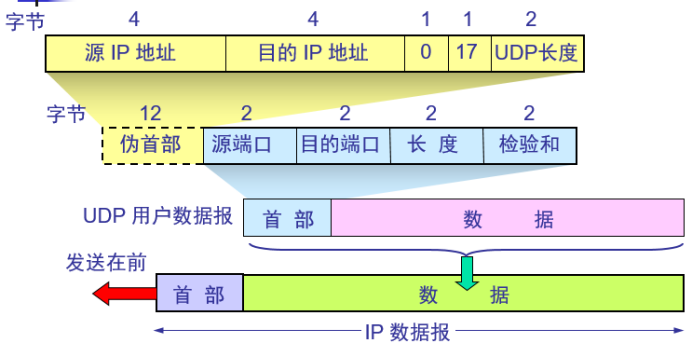 字节 4 4 1 1 2
源 IP 地址 目的 IP 地址 0 17 UDP长度
字节 12 2 2 2 2
伪首部 源端口 目的端口 长 度 检验和
UDP 用户数据报 首 部 数 据
发送在前
首 部 数 据
IP 数据报